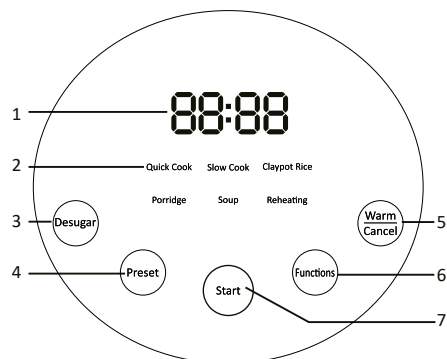 1
88:88
2
Quick Cook Slow Cook Claypot Rice
Porridge Soup Reheating
3
Desugar
Warm
Cancel
5
4
Preset
Start
Functions
6
7